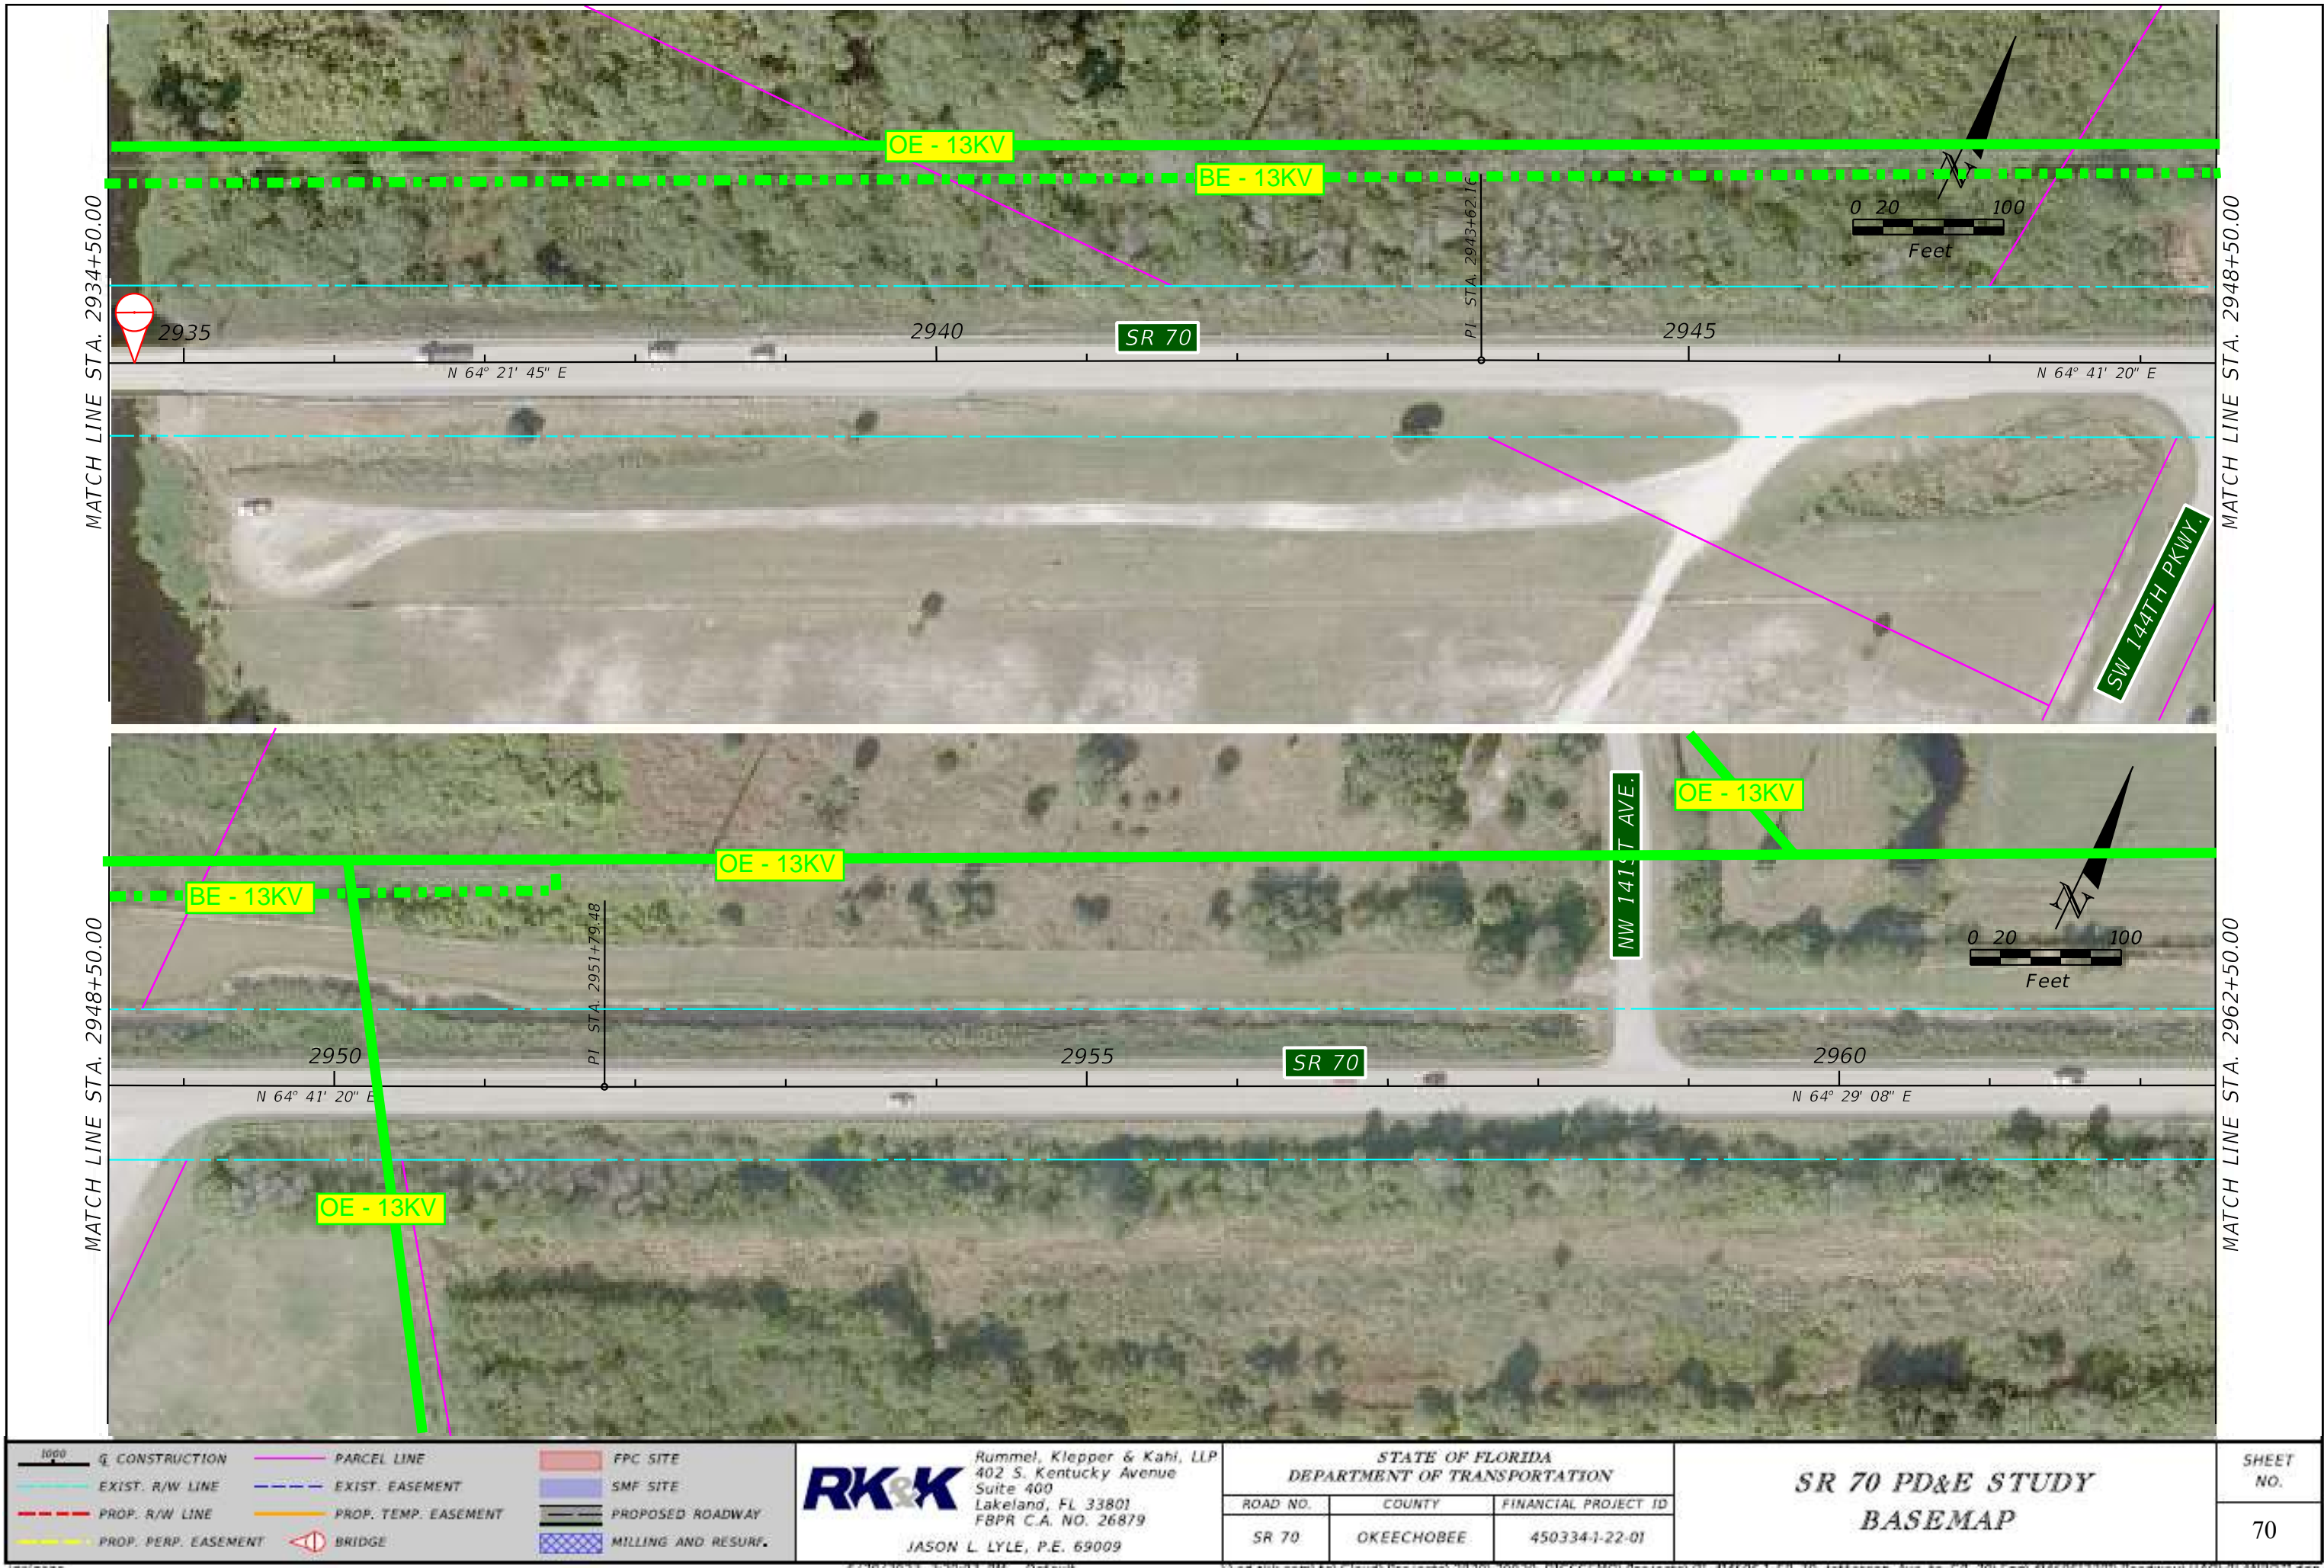 OE - 13KV
BE - 13KV
PI STA. 2943+62.16
0 20 100
Feet
N
MATCH LINE STA. 2934+50.00
MATCH LINE STA. 2948+50.00
2935
2940
SR 70
2945
N 64° 21' 45" E
N 64° 41' 20" E
SW 144TH PKWY.
OE - 13KV
NW 141ST AVE.
OE - 13KV
BE - 13KV
PI STA. 2951+79.48
N
0 20 100
Feet
MATCH LINE STA. 2948+50.00
MATCH LINE STA. 2962+50.00
2950
2955
SR 70
2960
N 64° 41' 20" E
N 64° 29' 08" E
OE - 13KV
1000
℄ CONSTRUCTION
EXIST. R/W LINE
PROP. R/W LINE
PROP. PERP. EASEMENT
PARCEL LINE
EXIST. EASEMENT
PROP. TEMP. EASEMENT
BRIDGE
FPC SITE
SMF SITE
PROPOSED ROADWAY
MILLING AND RESURF.
RK&K
Rummel, Klepper & Kahl, LLP
402 S. Kentucky Avenue
Suite 400
Lakeland, FL 33801
FBPR C.A. NO. 26879
JASON L. LYLE, P.E. 69009
STATE OF FLORIDA
DEPARTMENT OF TRANSPORTATION
ROAD NO. COUNTY FINANCIAL PROJECT ID
SR 70 OKEECHOBEE 450334-1-22-01
SR 70 PD&E STUDY
BASEMAP
SHEET
NO.
70